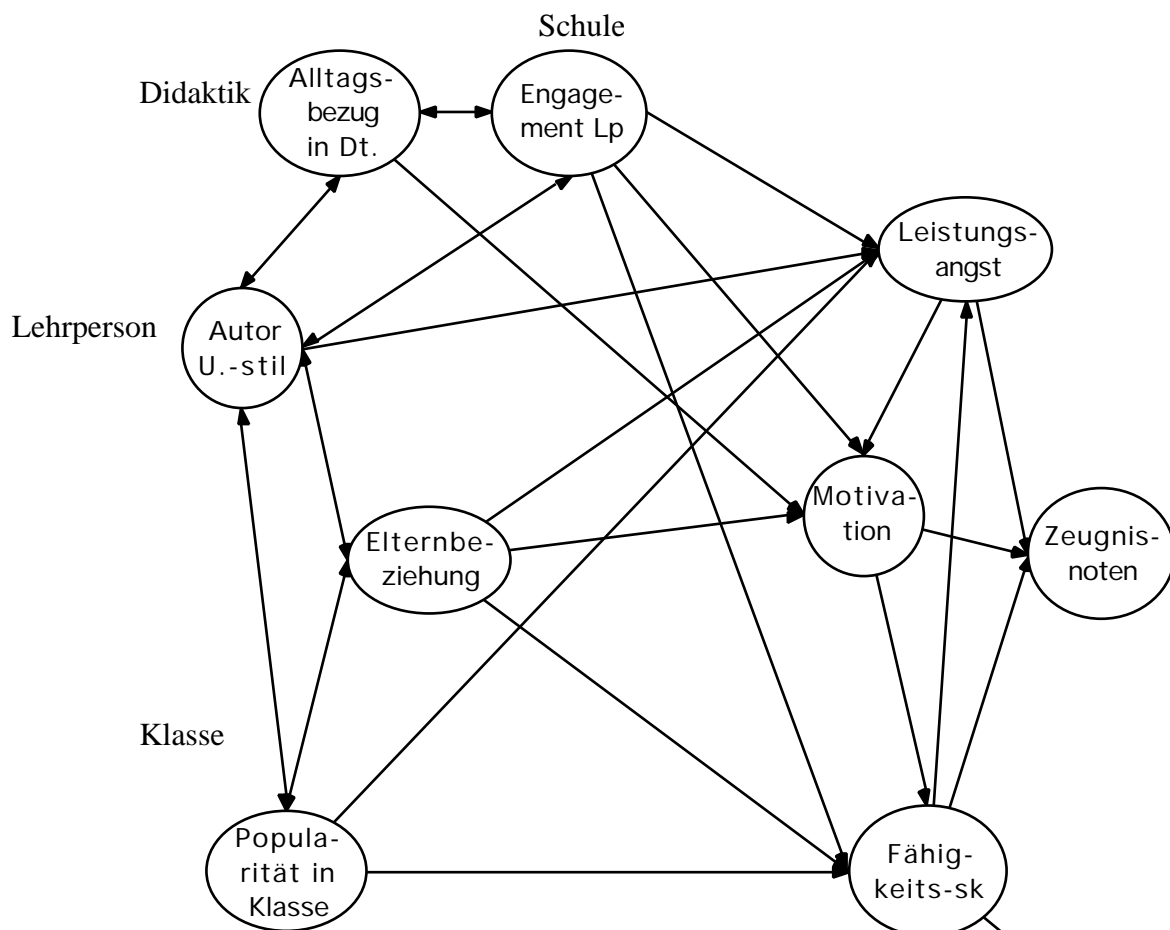 Schule
Didaktik
Alltags-
bezug
in Dt.
Engage-
ment Lp
Leistungs-
angst
Lehrperson
Autor
U.-stil
Motiva-
tion
Elternbe-
ziehung
Zeugnis-
noten
Klasse
Popula-
rität in
Klasse
Fähig-
keits-sk